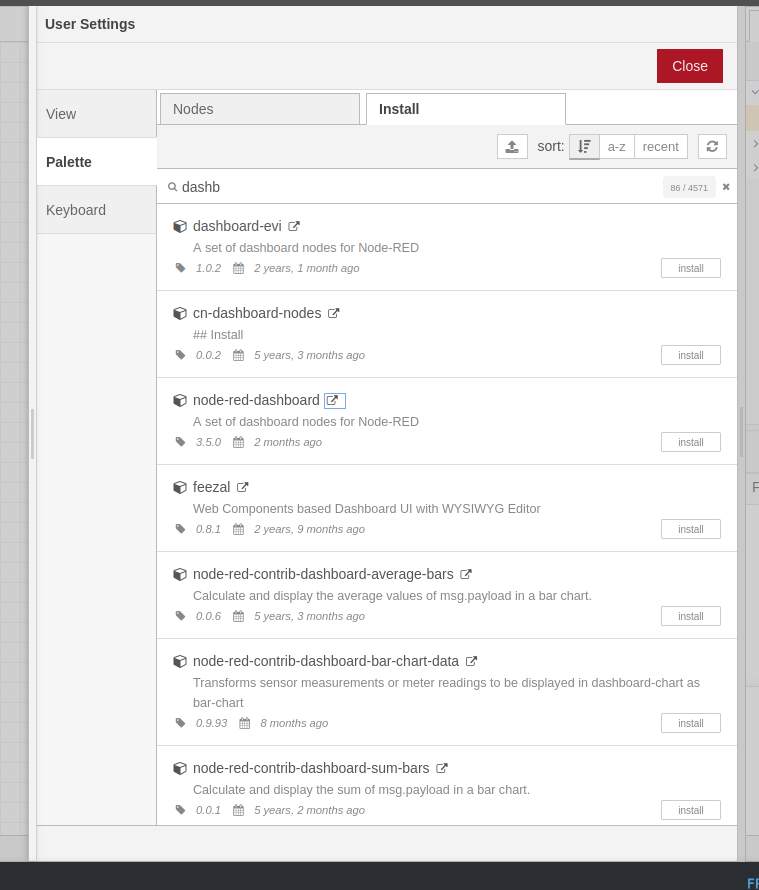 User Settings
Close
View
Palette
Keyboard
Nodes
Install
sort:
a-z
recent
dashb
86 / 4571
dashboard-evi
A set of dashboard nodes for Node-RED
1.0.2
2 years, 1 month ago
install
cn-dashboard-nodes
## Install
0.0.2
5 years, 3 months ago
install
node-red-dashboard
A set of dashboard nodes for Node-RED
3.5.0
2 months ago
install
feezal
Web Components based Dashboard UI with WYSIWYG Editor
0.8.1
2 years, 9 months ago
install
node-red-contrib-dashboard-average-bars
Calculate and display the average values of msg.payload in a bar chart.
0.0.6
5 years, 3 months ago
install
node-red-contrib-dashboard-bar-chart-data
Transforms sensor measurements or meter readings to be displayed in dashboard-chart as
bar-chart
0.9.93
8 months ago
install
node-red-contrib-dashboard-sum-bars
Calculate and display the sum of msg.payload in a bar chart.
0.0.1
5 years, 2 months ago
install